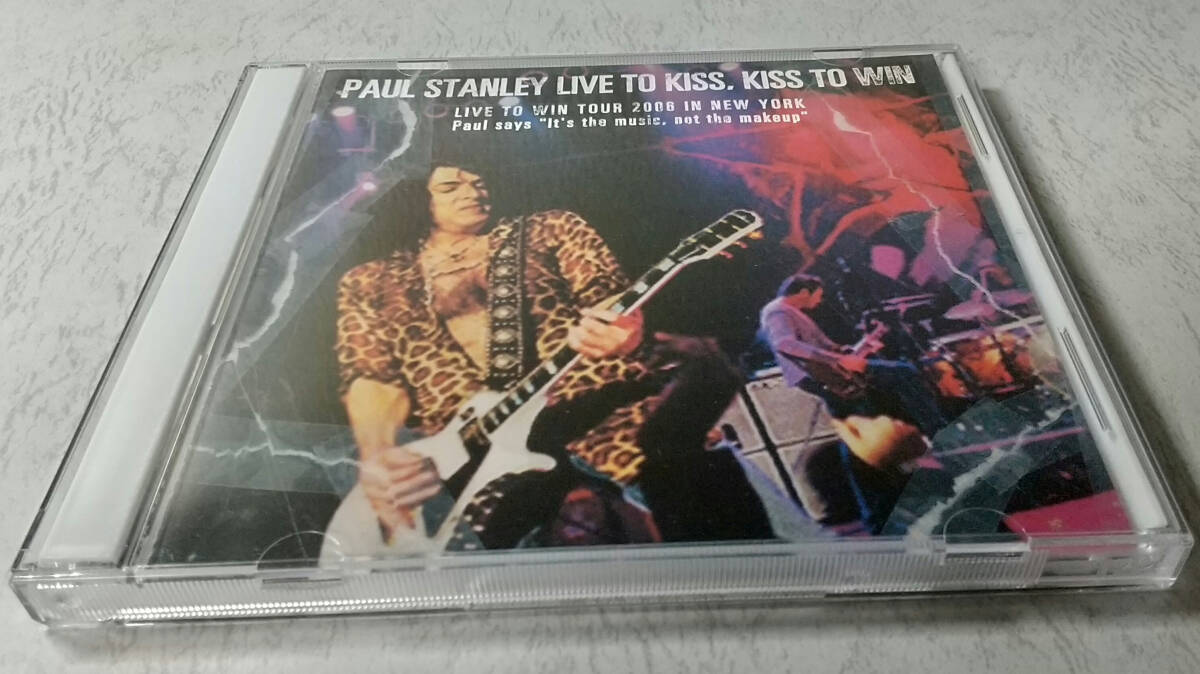 PAUL STANLEY LIVE TO KISS, KISS TO WIN
LIVE TO WIN TOUR 2006 IN NEW YORK
Paul says "It's the music, not the makeup"